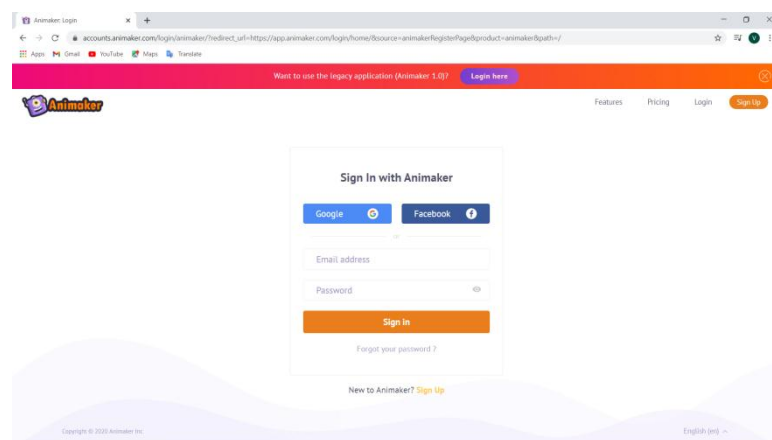 Animaker Login
accounts.animaker.com/login/animaker/?redirect_url=https://app.animaker.com/login/home/&source=animakerRegisterPage&product=animaker&path=/
Apps Gmail YouTube Maps Translate
Want to use the legacy application (Animaker 1.0)? Login here
Animaker
Features Pricing Login Sign Up
Sign In with Animaker
Google Facebook
or
Email address
Password
Sign in
Forgot your password ?
New to Animaker? Sign Up
Copyright © 2020 Animaker Inc.
English (en)